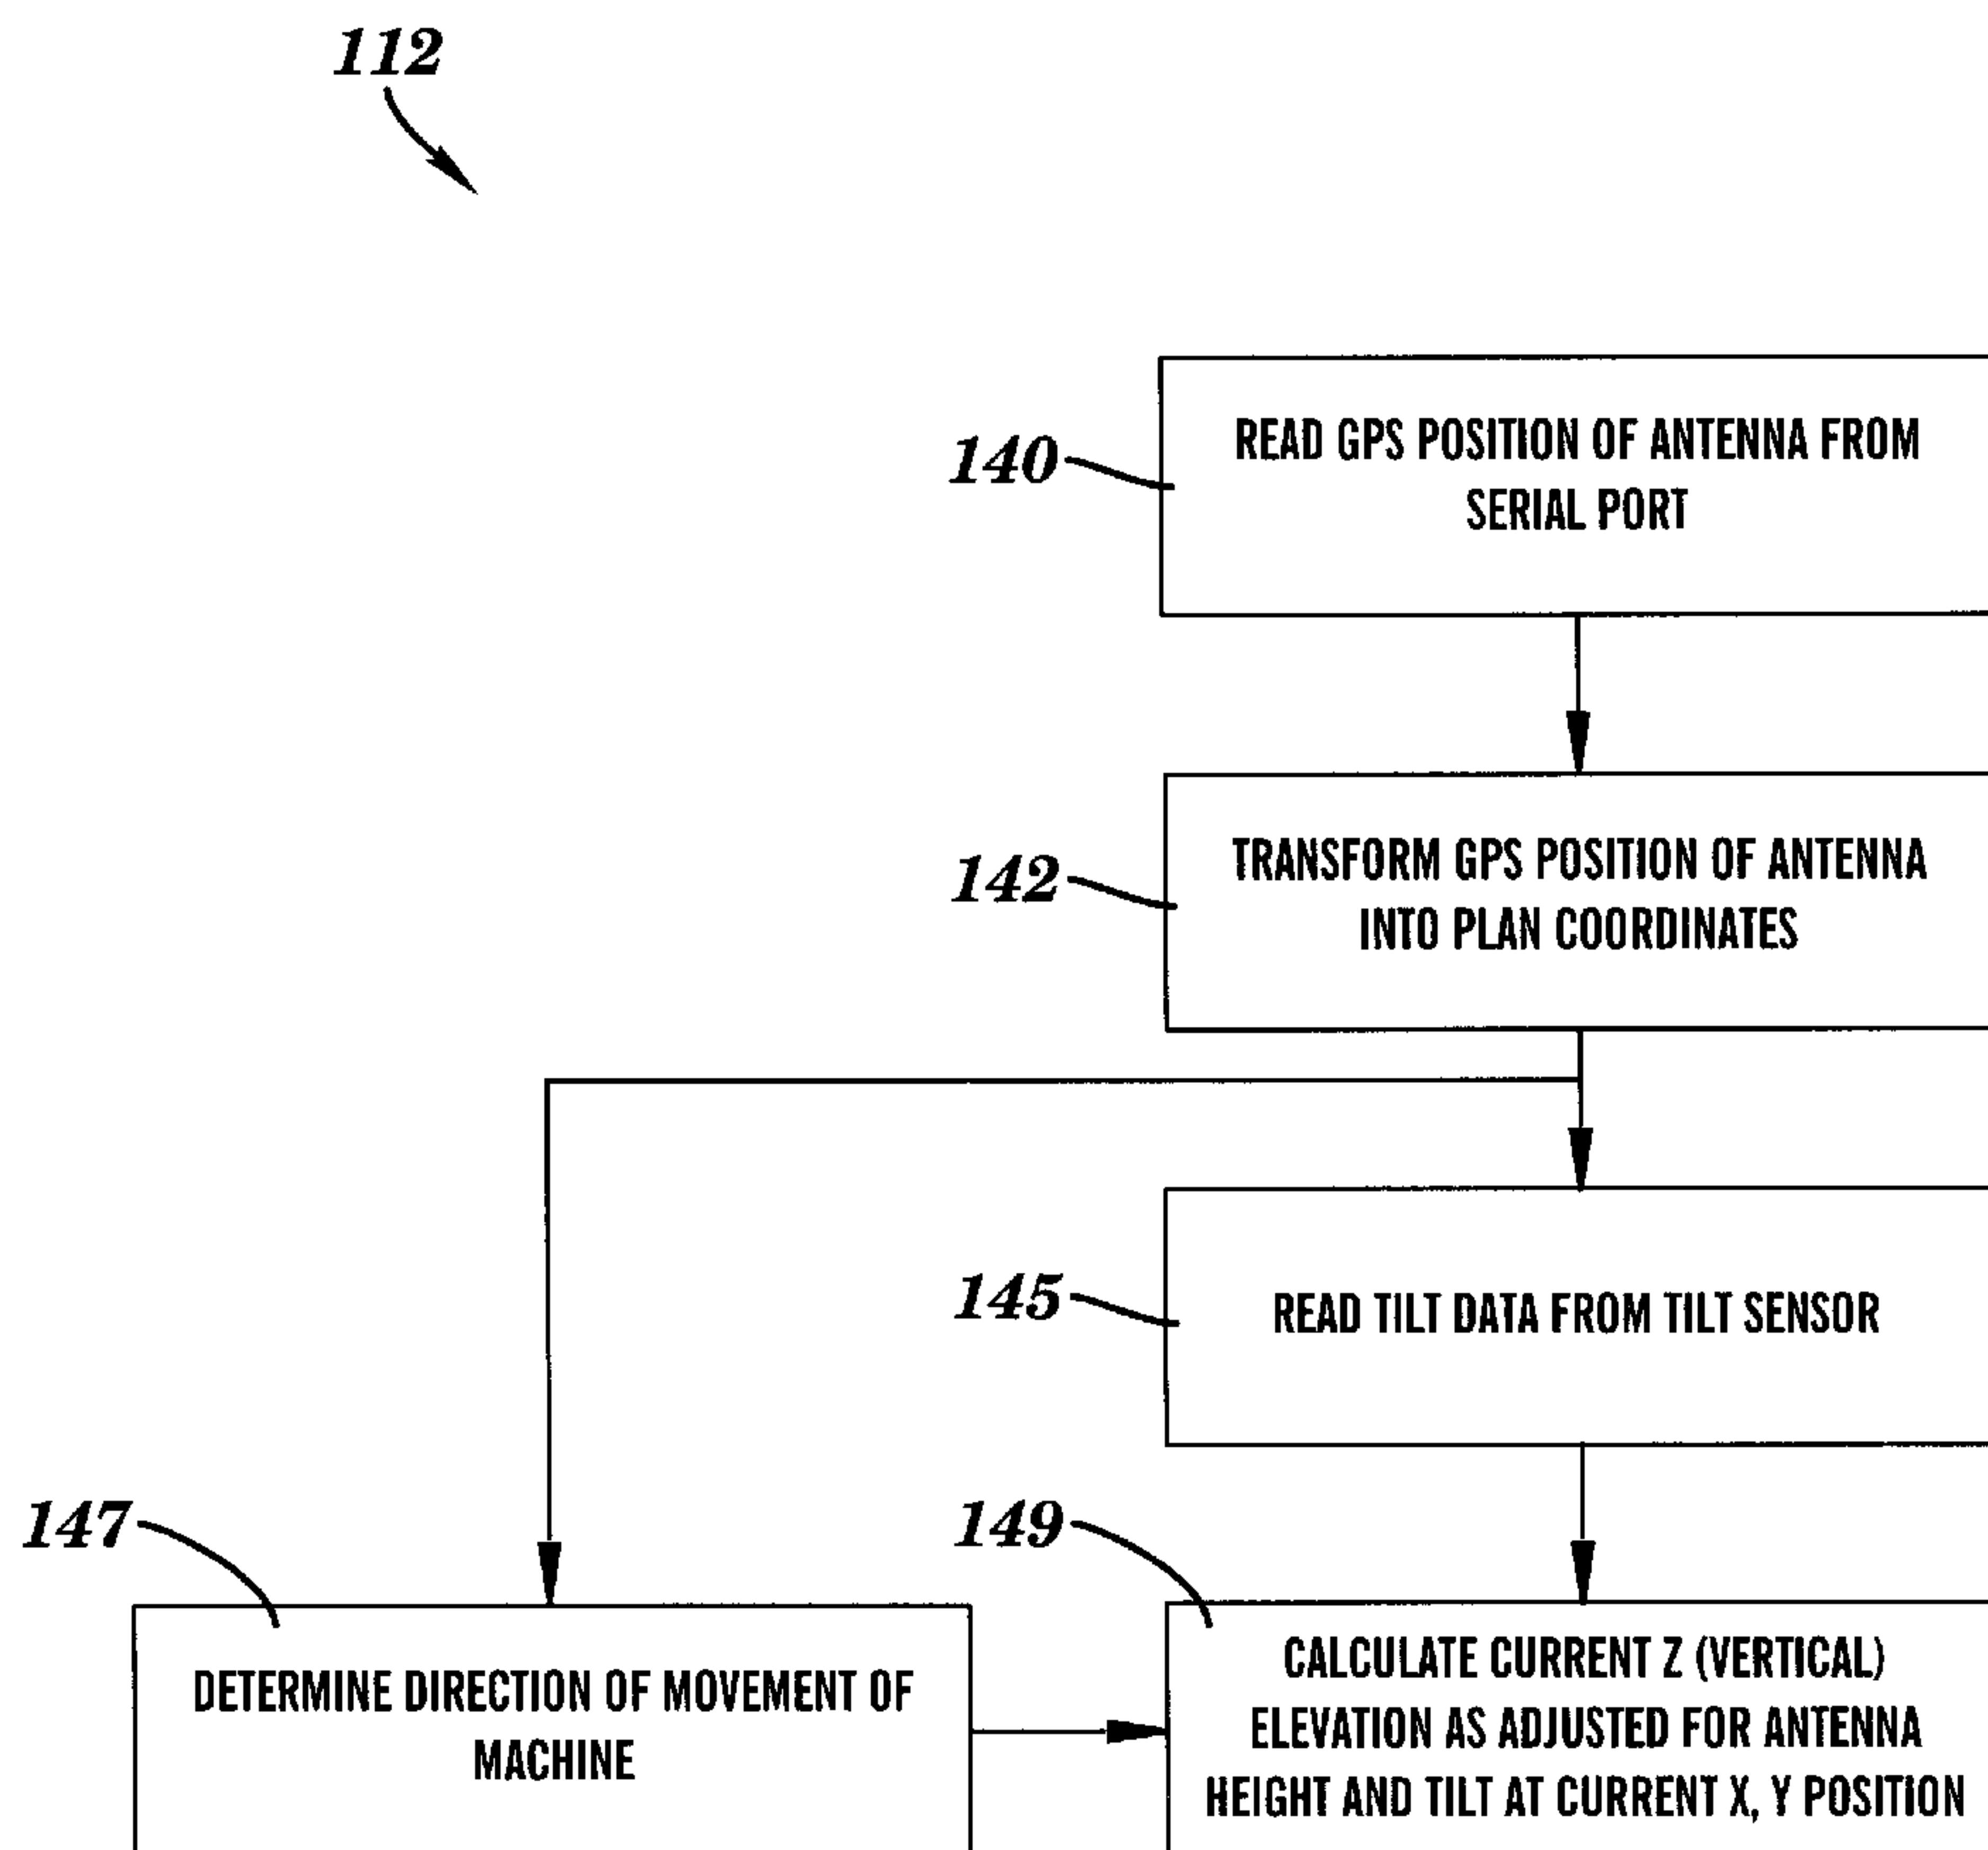 112
140
READ GPS POSITION OF ANTENNA FROM
SERIAL PORT
142
TRANSFORM GPS POSITION OF ANTENNA
INTO PLAN COORDINATES
145
READ TILT DATA FROM TILT SENSOR
147
DETERMINE DIRECTION OF MOVEMENT OF
MACHINE
149
CALCULATE CURRENT Z (VERTICAL)
ELEVATION AS ADJUSTED FOR ANTENNA
HEIGHT AND TILT AT CURRENT X, Y POSITION